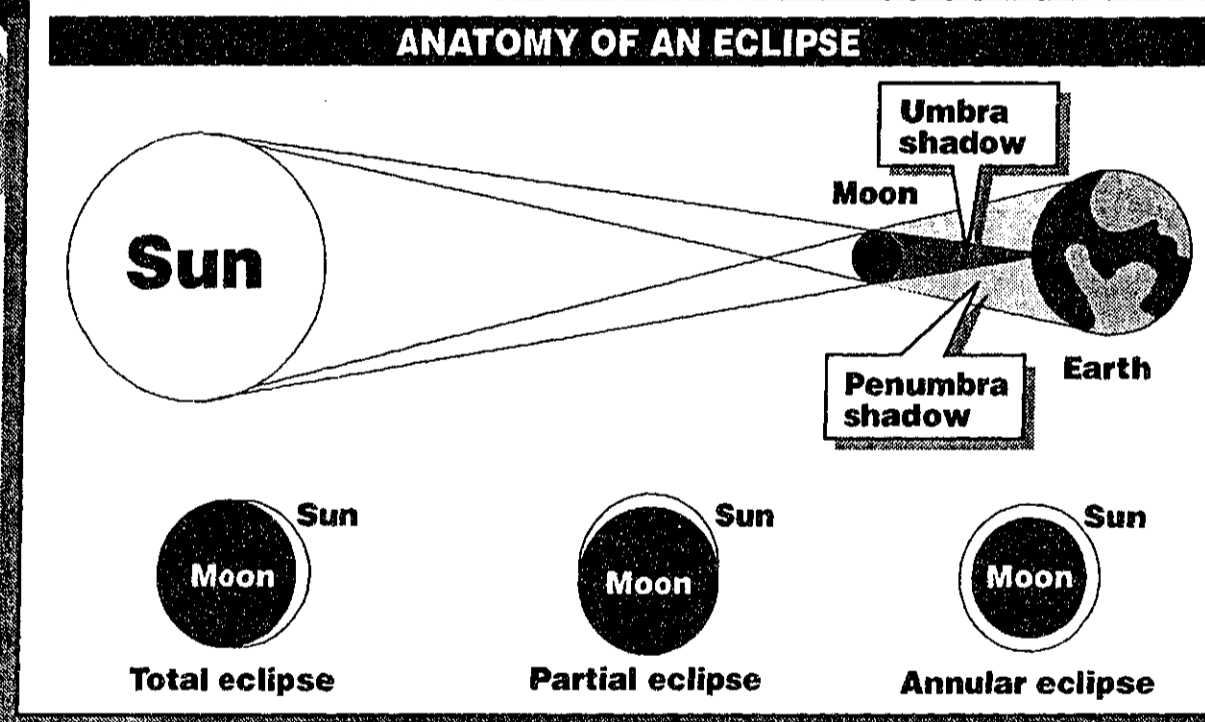 ANATOMY OF AN ECLIPSE
Umbra
shadow
Moon
Sun
Earth
Penumbra
shadow
Sun
Moon
Total eclipse
Sun
Moon
Partial eclipse
Sun
Moon
Annular eclipse